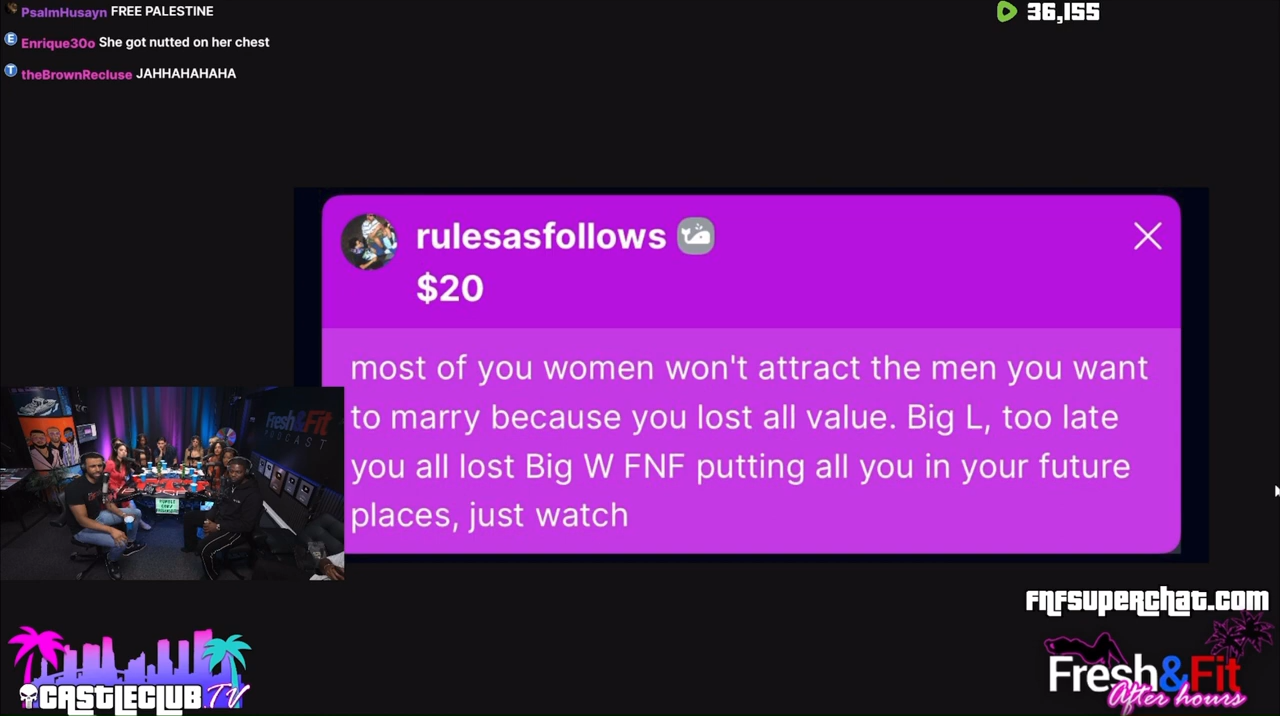 PsalmHusayn FREE PALESTINE
Enrique30o She got nutted on her chest
theBrownRecluse JAHHAHAHAHA
36,155
rulesasfollows
$20
most of you women won't attract the men you want
to marry because you lost all value. Big L, too late
you all lost Big W FNF putting all you in your future
places, just watch
Fresh&Fit
PODCAST
FNFSUPERCHAT.COM
CASTLECLUB.TV
Fresh&Fit
After hours